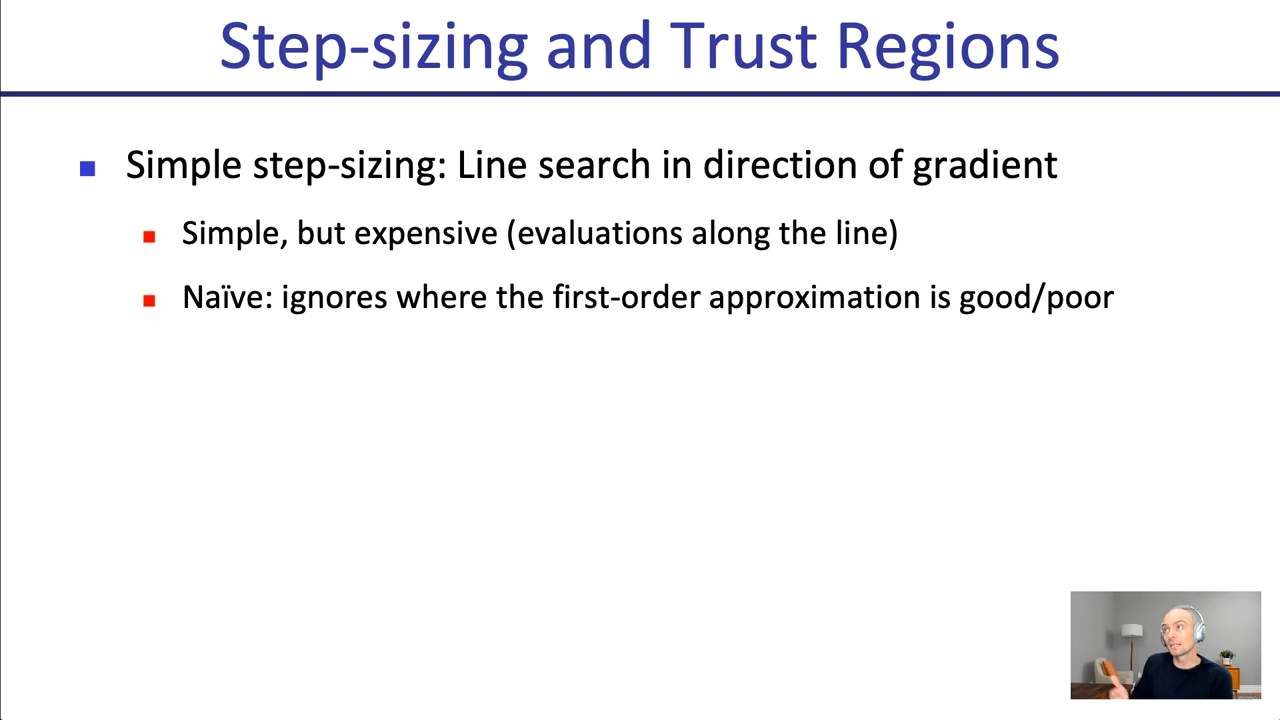 Step-sizing and Trust Regions
Simple step-sizing: Line search in direction of gradient
Simple, but expensive (evaluations along the line)
Naïve: ignores where the first-order approximation is good/poor